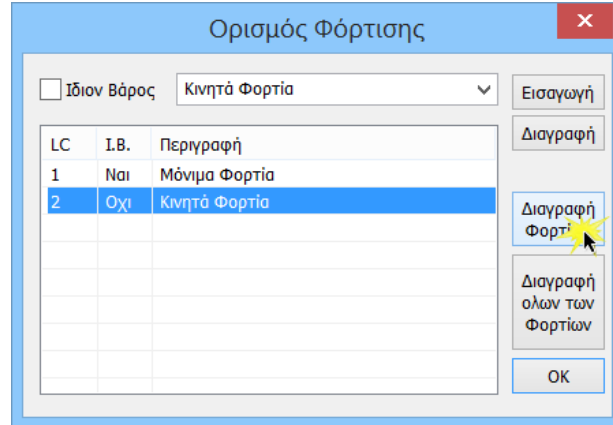 Ορισμός Φόρτισης
Ιδιον Βάρος
Κινητά Φορτία
Εισαγωγή
Διαγραφή
LC Ι.Β. Περιγραφή
1 Ναι Μόνιμα Φορτία
2 Οχι Κινητά Φορτία
Διαγραφή
Διαγραφή
ολων των
Φορτίων
OK